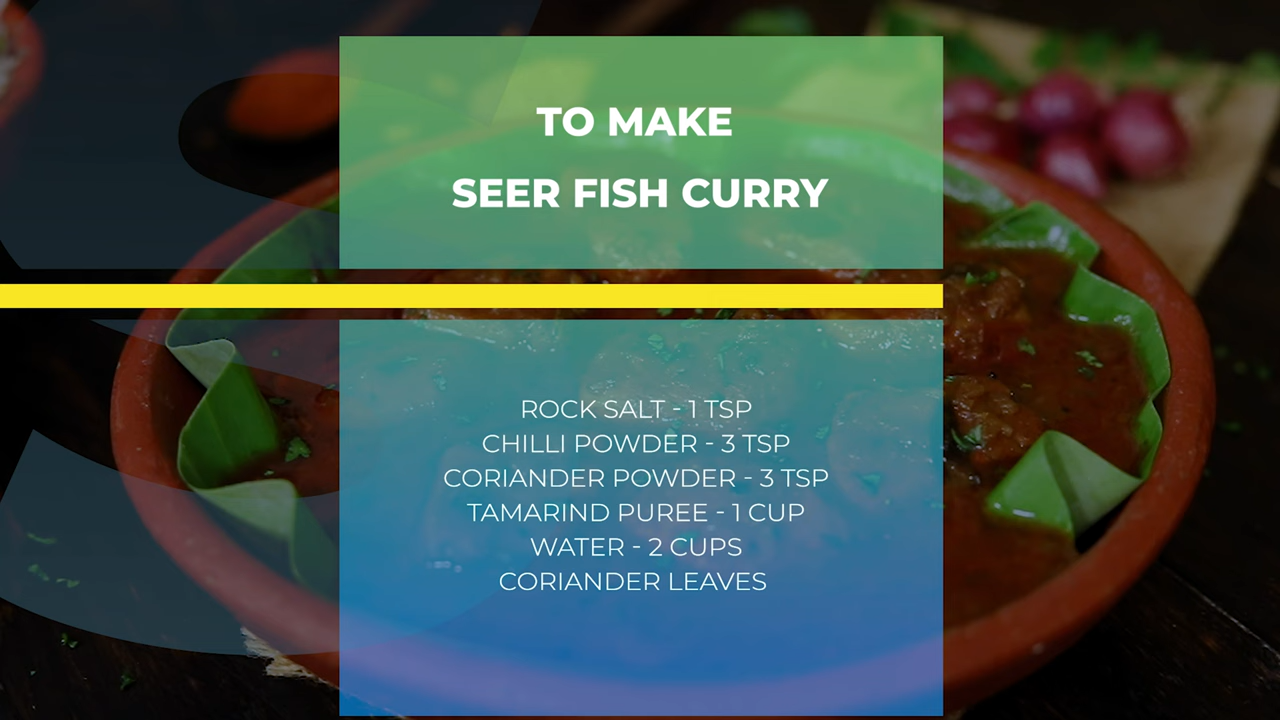 TO MAKE
SEER FISH CURRY
ROCK SALT - 1 TSP
CHILLI POWDER - 3 TSP
CORIANDER POWDER - 3 TSP
TAMARIND PUREE - 1 CUP
WATER - 2 CUPS
CORIANDER LEAVES